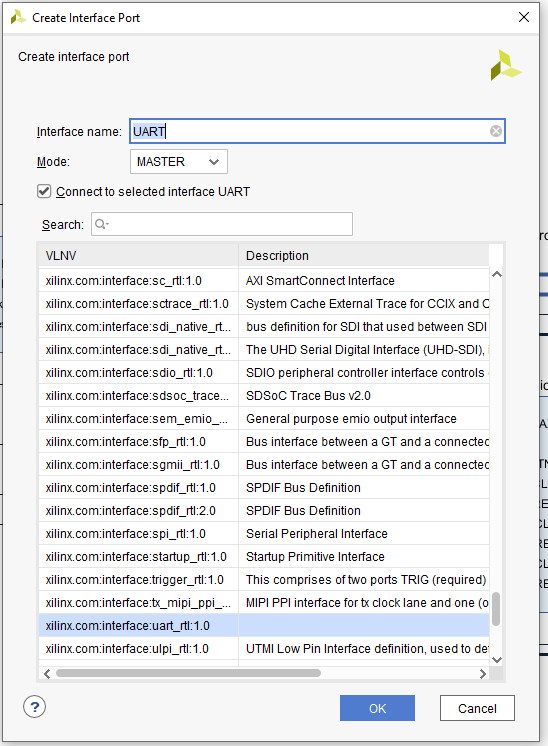 Create Interface Port
Create interface port
Interface name: UART
Mode: MASTER
Connect to selected interface UART
Search:
VLNV Description
xilinx.com:interface:sc_rtl:1.0 AXI SmartConnect Interface
xilinx.com:interface:sctrace_rtl:1.0 System Cache External Trace for CCIX and C
xilinx.com:interface:sdi_native_rt... bus definition for SDI that used between SDI
xilinx.com:interface:sdi_native_rt... The UHD Serial Digital Interface (UHD-SDI),
xilinx.com:interface:sdio_rtl:1.0 SDIO peripheral controller interface controls
xilinx.com:interface:sdsoc_trace... SDSoC Trace Bus v2.0
xilinx.com:interface:sem_emio_... General purpose emio output interface
xilinx.com:interface:sfp_rtl:1.0 Bus interface between a GT and a connected
xilinx.com:interface:sgmii_rtl:1.0 Bus interface between a GT and a connected
xilinx.com:interface:spdif_rtl:1.0 SPDIF Bus Definition
xilinx.com:interface:spdif_rtl:2.0 SPDIF Bus Definition
xilinx.com:interface:spi_rtl:1.0 Serial Peripheral Interface
xilinx.com:interface:startup_rtl:1.0 Startup Primitive Interface
xilinx.com:interface:trigger_rtl:1.0 This comprises of two ports TRIG (required)
xilinx.com:interface:tx_mipi_ppi_... MIPI PPI interface for tx clock lane and one (o
xilinx.com:interface:uart_rtl:1.0
xilinx.com:interface:ulpi_rtl:1.0 UTMI Low Pin Interface definition, used to de
? OK Cancel